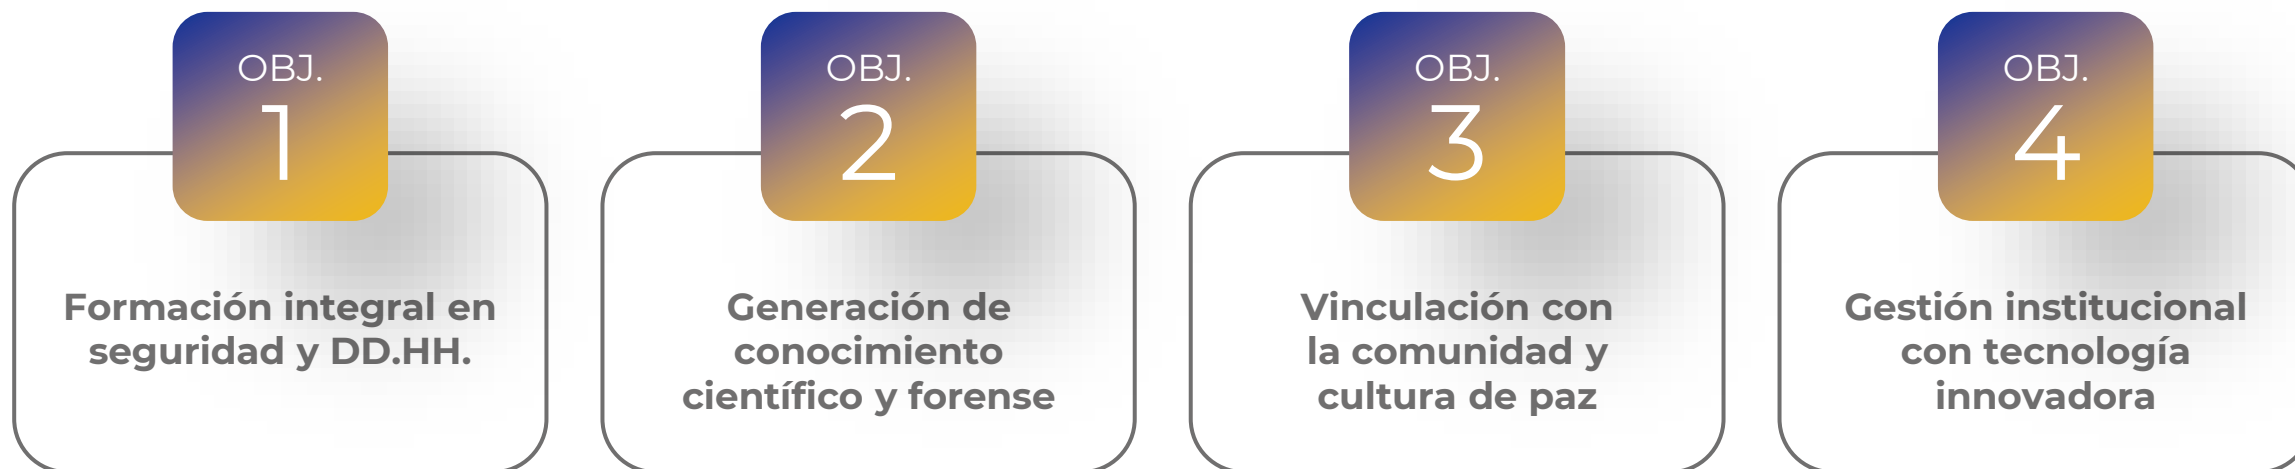 OBJ.
1
Formación integral en
seguridad y DD.HH.
OBJ.
2
Generación de
conocimiento
científico y forense
OBJ.
3
Vinculación con
la comunidad y
cultura de paz
OBJ.
4
Gestión institucional
con tecnología
innovadora